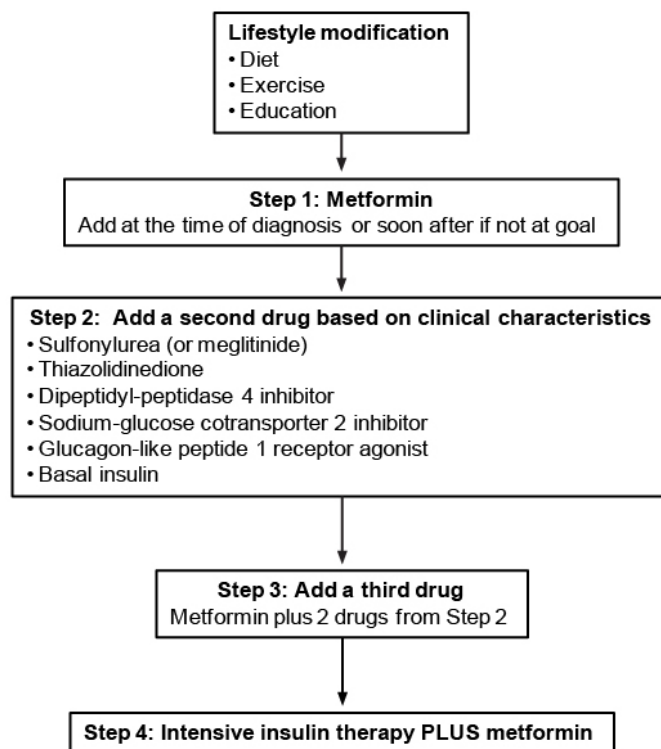 Lifestyle modification
• Diet
• Exercise
• Education
Step 1: Metformin
Add at the time of diagnosis or soon after if not at goal
Step 2: Add a second drug based on clinical characteristics
• Sulfonylurea (or meglitinide)
• Thiazolidinedione
• Dipeptidyl-peptidase 4 inhibitor
• Sodium-glucose cotransporter 2 inhibitor
• Glucagon-like peptide 1 receptor agonist
• Basal insulin
Step 3: Add a third drug
Metformin plus 2 drugs from Step 2
Step 4: Intensive insulin therapy PLUS metformin